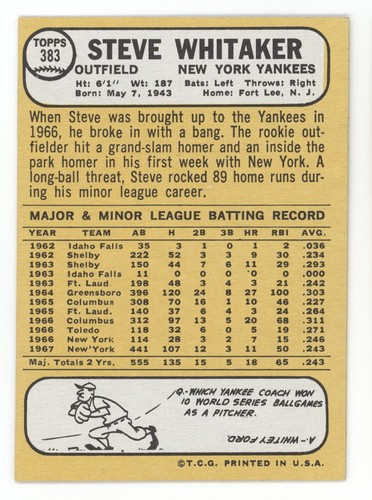 TOPPS
383
STEVE WHITAKER
OUTFIELD NEW YORK YANKEES
Ht: 6'1" Wt: 187 Bats: Left Throws: Right
Born: May 7, 1943 Home: Fort Lee, N. J.
When Steve was brought up to the Yankees in
1966, he broke in with a bang. The rookie out-
fielder hit a grand-slam homer and an inside the
park homer in his first week with New York. A
long-ball threat, Steve rocked 89 home runs dur-
ing his minor league career.
MAJOR & MINOR LEAGUE BATTING RECORD
YEAR TEAM AB H 2B 3B HR RBI AVG.
1962 Idaho Falls 35 3 1 0 1 2 .036
1962 Shelby 222 52 3 3 9 30 .234
1963 Shelby 150 44 7 6 11 29 .293
1963 Idaho Falls 11 0 0 0 0 0 .000
1963 Ft. Laud 198 48 3 4 3 21 .242
1964 Greensboro 396 120 24 8 27 100 .303
1965 Columbus 308 70 16 1 10 46 .227
1965 Ft. Laud. 140 37 6 4 3 16 .264
1966 Columbus 312 97 13 5 20 68 .311
1966 Toledo 118 32 6 0 5 19 .271
1966 New York 114 28 3 2 7 15 .246
1967 New York 441 107 12 3 11 50 .243
Maj. Totals 2 Yrs. 555 135 15 5 18 65 .243
Q.-WHICH YANKEE COACH WON
10 WORLD SERIES BALLGAMES
AS A PITCHER.
A-WHITEY FORD.
©T.C.G. PRINTED IN U.S.A.